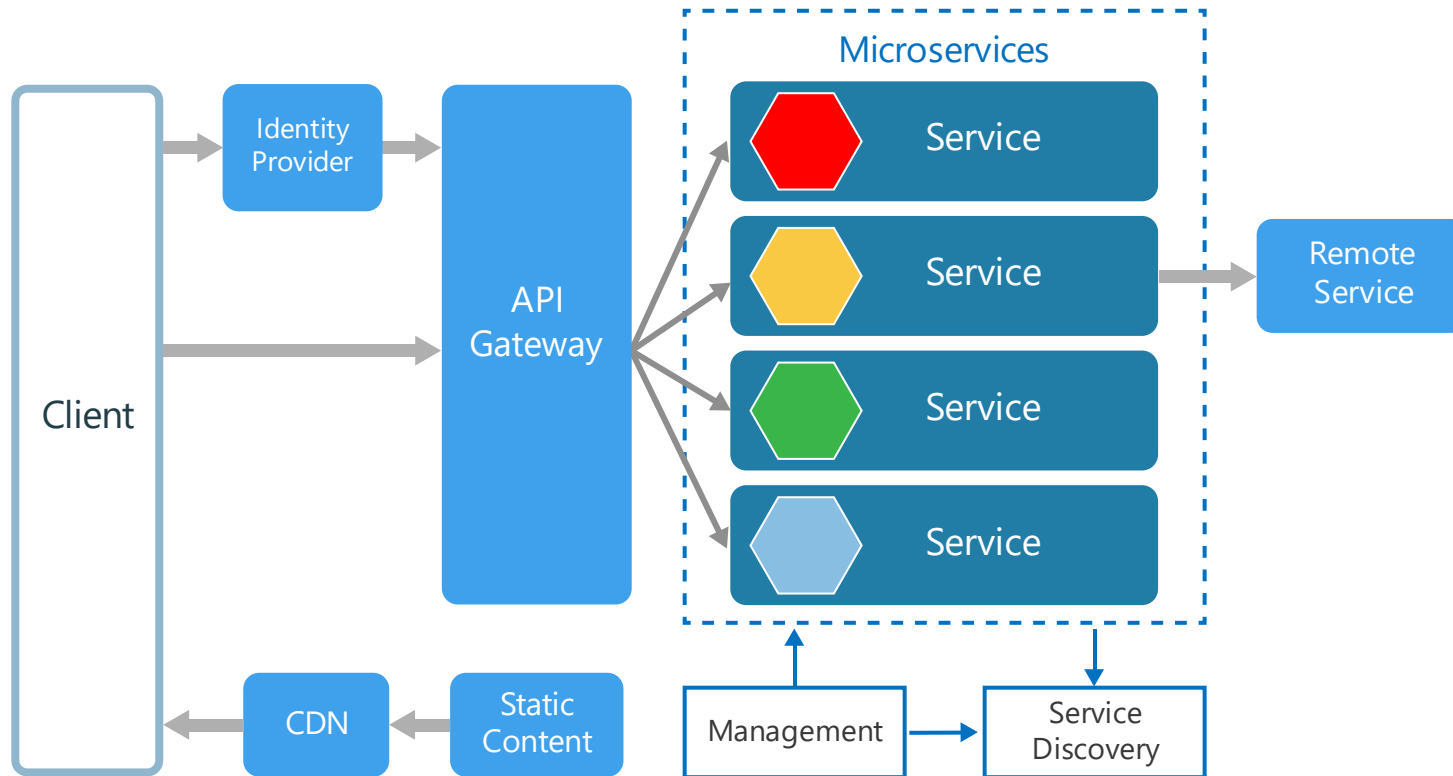 Microservices
Identity
Provider
Service
Service
Remote
Service
API
Gateway
Client
Service
Service
CDN
Static
Content
Management
Service
Discovery